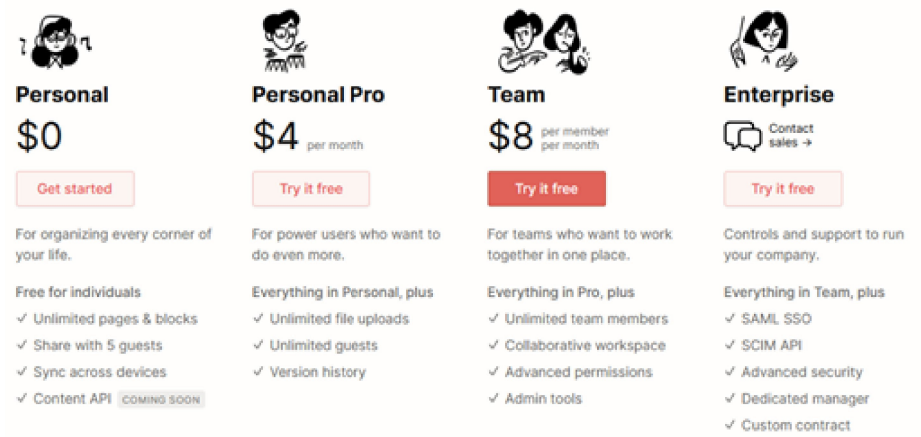 Personal
$0
Get started
For organizing every corner of
your life.
Free for individuals
✓ Unlimited pages & blocks
✓ Share with 5 guests
✓ Sync across devices
✓ Content API COMING SOON
Personal Pro
$4 per month
Try it free
For power users who want to
do even more.
Everything in Personal, plus
✓ Unlimited file uploads
✓ Unlimited guests
✓ Version history
Team
$8 per member
per month
Try it free
For teams who want to work
together in one place.
Everything in Pro, plus
✓ Unlimited team members
✓ Collaborative workspace
✓ Advanced permissions
✓ Admin tools
Enterprise
Contact
sales →
Try it free
Controls and support to run
your company.
Everything in Team, plus
✓ SAML SSO
✓ SCIM API
✓ Advanced security
✓ Dedicated manager
✓ Custom contract